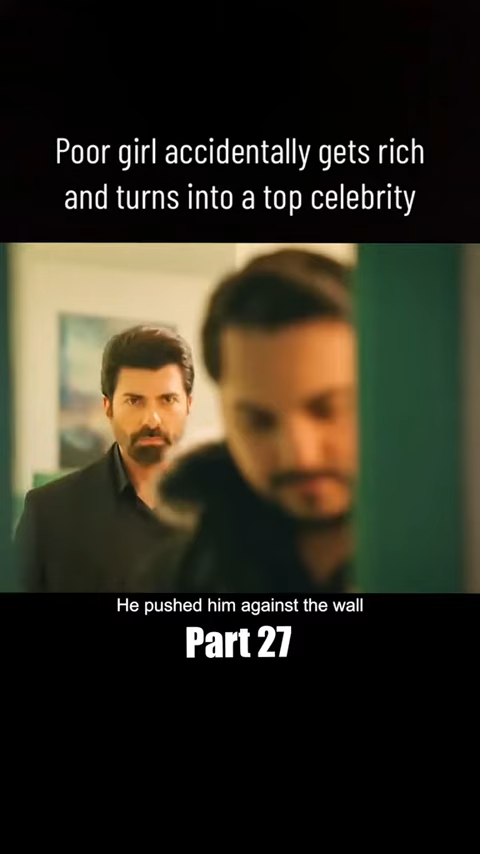 Poor girl accidentally gets rich
and turns into a top celebrity
He pushed him against the wall
Part 27